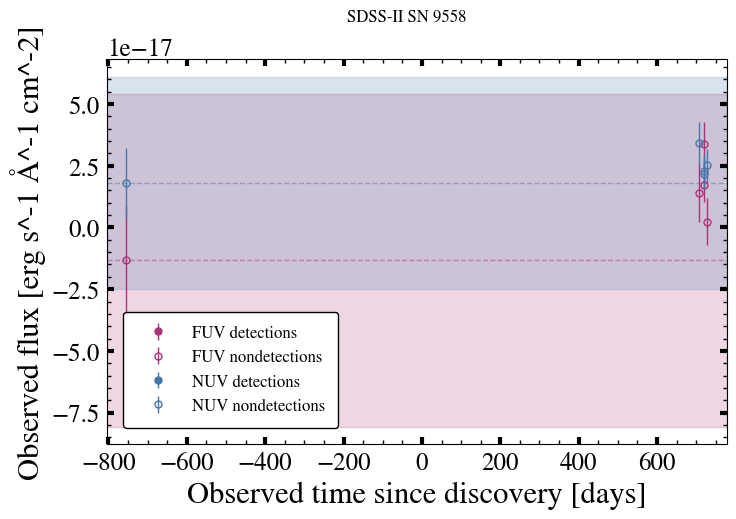 SDSS-II SN 9558
1e−17
Observed flux [erg s^-1 Å^-1 cm^-2]
5.0
2.5
0.0
−2.5
−5.0
−7.5
FUV detections
FUV nondetections
NUV detections
NUV nondetections
−800 −600 −400 −200 0 200 400 600
Observed time since discovery [days]